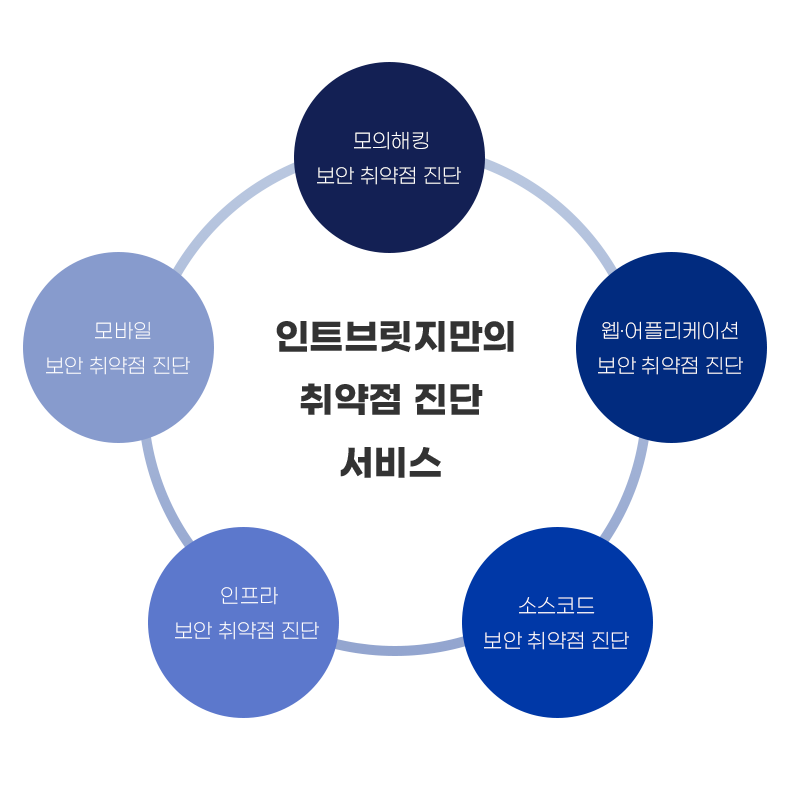 모의해킹
보안 취약점 진단
웹·어플리케이션
보안 취약점 진단
소스코드
보안 취약점 진단
인프라
보안 취약점 진단
모바일
보안 취약점 진단
인트브릿지만의
취약점 진단
서비스